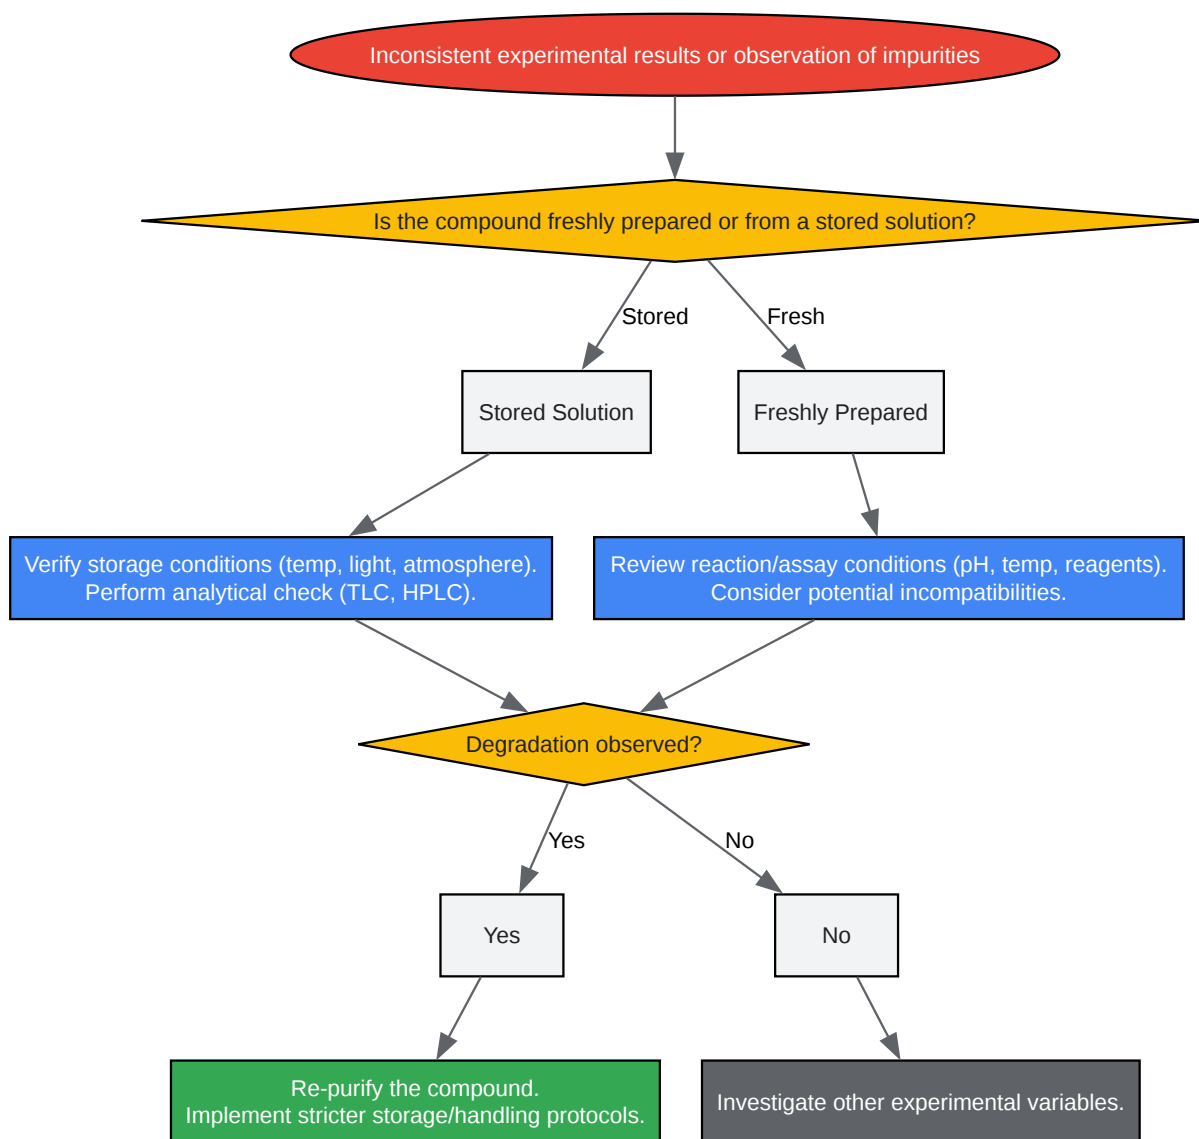 Inconsistent experimental results or observation of impurities
Is the compound freshly prepared or from a stored solution?
Stored
Fresh
Stored Solution
Freshly Prepared
Verify storage conditions (temp, light, atmosphere).
Perform analytical check (TLC, HPLC).
Review reaction/assay conditions (pH, temp, reagents).
Consider potential incompatibilities.
Degradation observed?
Yes
No
Yes
No
Re-purify the compound.
Implement stricter storage/handling protocols.
Investigate other experimental variables.